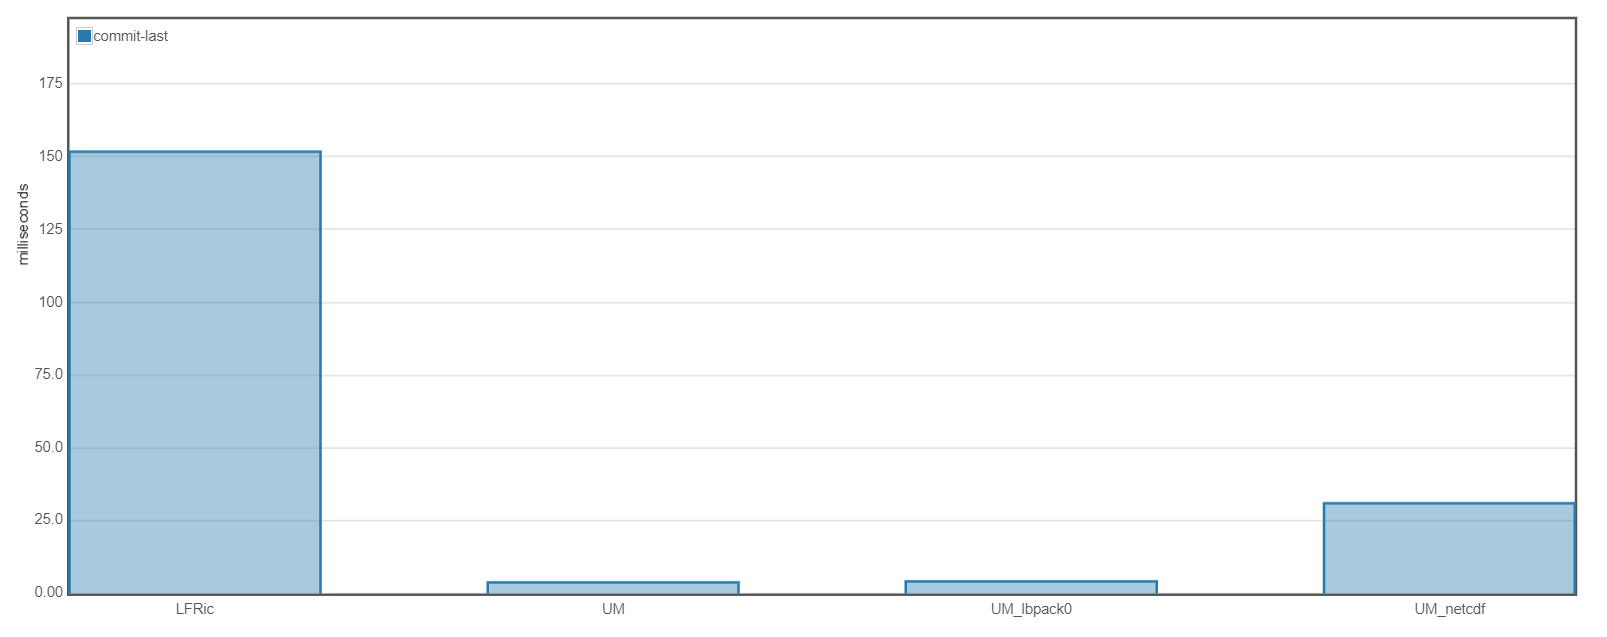 commit-last
milliseconds
175
150
125
100
75.0
50.0
25.0
0.00
LFRic
UM
UM_lbpack0
UM_netcdf